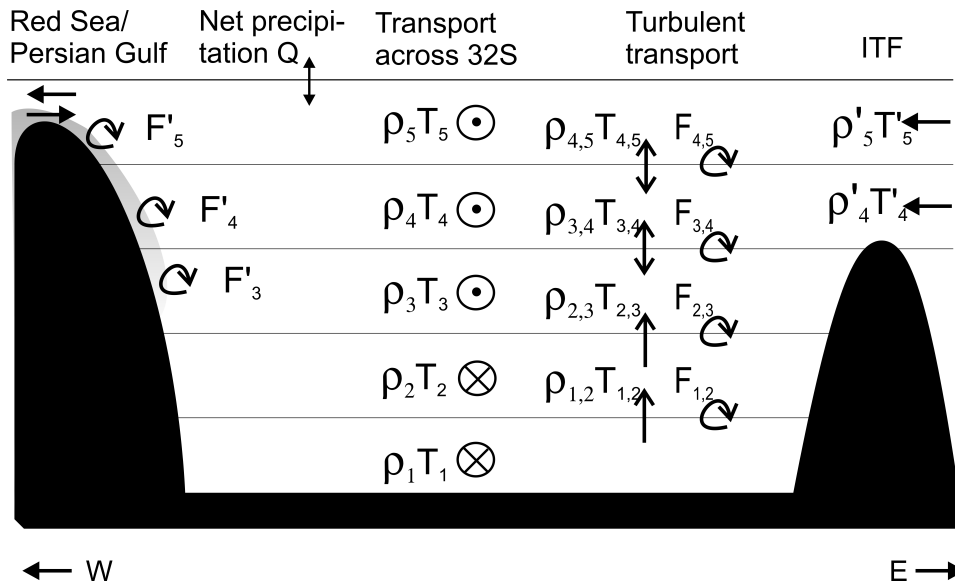 Red Sea/
Persian Gulf
Net precipi-
tation Q
Transport
across 32S
Turbulent
transport
ITF
F'5
ρ5T5
ρ4,5T4,5
F4,5
ρ'5T'5
F'4
ρ4T4
ρ3,4T3,4
F3,4
ρ'4T'4
F'3
ρ3T3
ρ2,3T2,3
F2,3
ρ2T2
ρ1,2T1,2
F1,2
ρ1T1
W
E